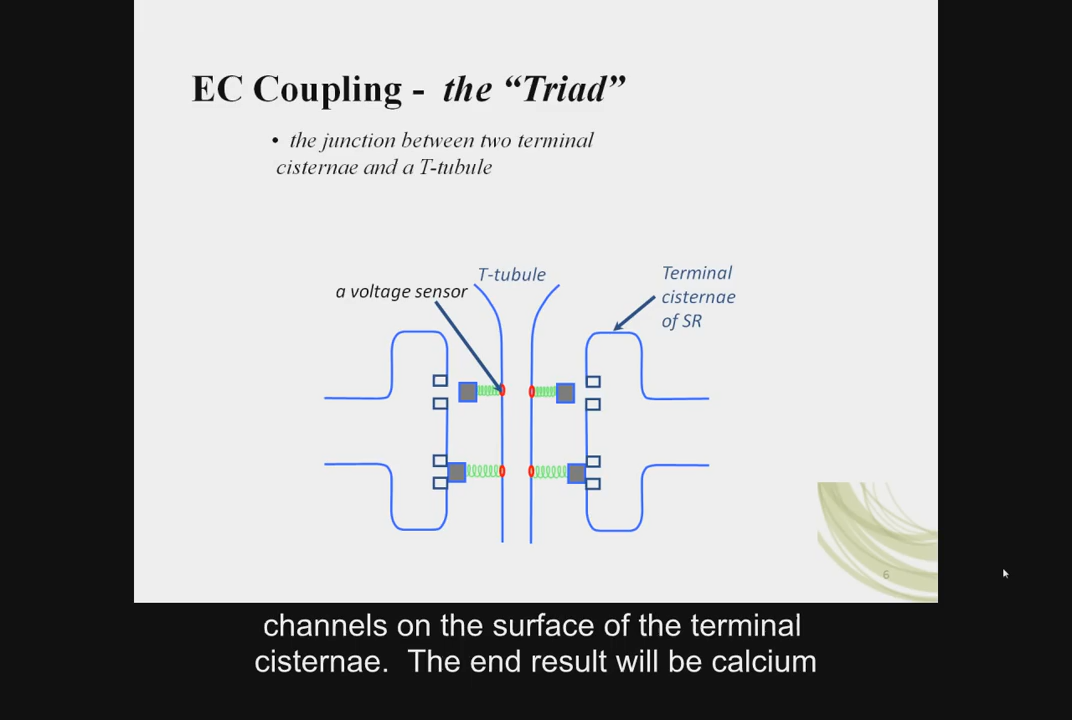 EC Coupling - the “Triad”
• the junction between two terminal
cisternae and a T-tubule
T-tubule
a voltage sensor
Terminal
cisternae
of SR
6
channels on the surface of the terminal
cisternae. The end result will be calcium